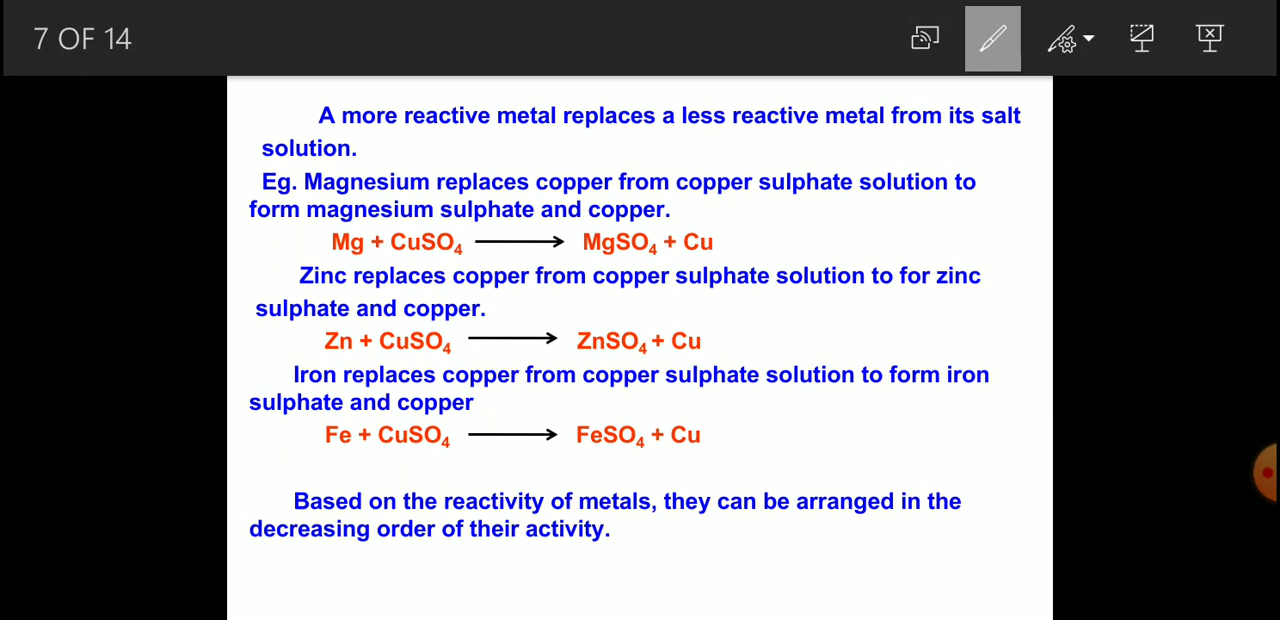 7 OF 14
A more reactive metal replaces a less reactive metal from its salt
solution.
Eg. Magnesium replaces copper from copper sulphate solution to
form magnesium sulphate and copper.
Mg + CuSO₄ ⟶ MgSO₄ + Cu
Zinc replaces copper from copper sulphate solution to for zinc
sulphate and copper.
Zn + CuSO₄ ⟶ ZnSO₄ + Cu
Iron replaces copper from copper sulphate solution to form iron
sulphate and copper
Fe + CuSO₄ ⟶ FeSO₄ + Cu
Based on the reactivity of metals, they can be arranged in the
decreasing order of their activity.